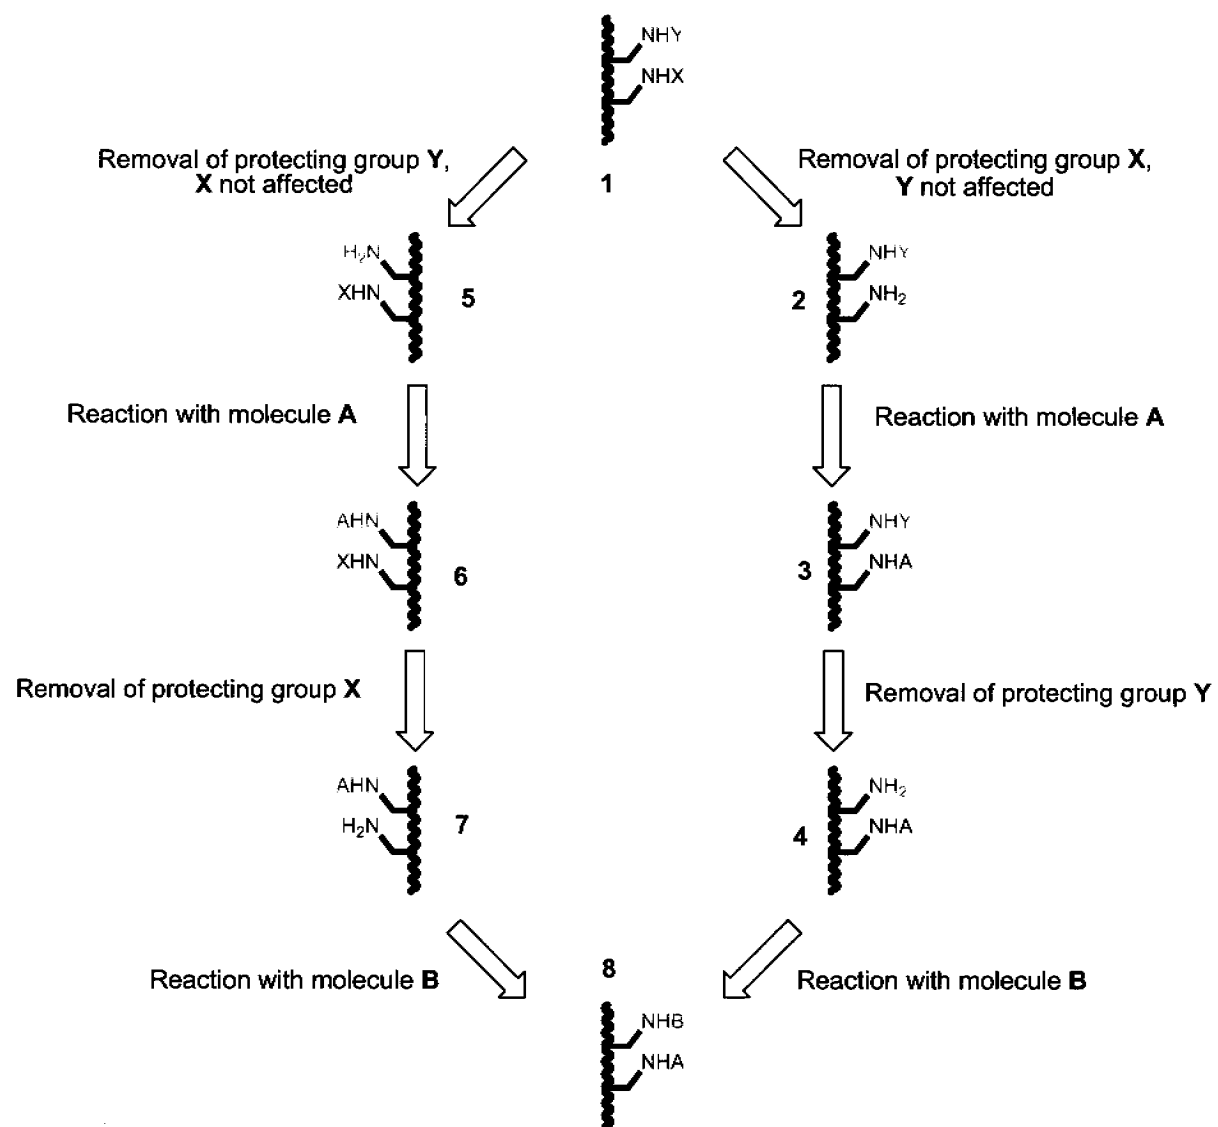 NHY
NHX
1
Removal of protecting group Y,
X not affected
Removal of protecting group X,
Y not affected
H₂N
XHN
5
2
NHY
NH₂
Reaction with molecule A
Reaction with molecule A
AHN
XHN
6
3
NHY
NHA
Removal of protecting group X
Removal of protecting group Y
AHN
H₂N
7
4
NH₂
NHA
Reaction with molecule B
8
Reaction with molecule B
NHB
NHA